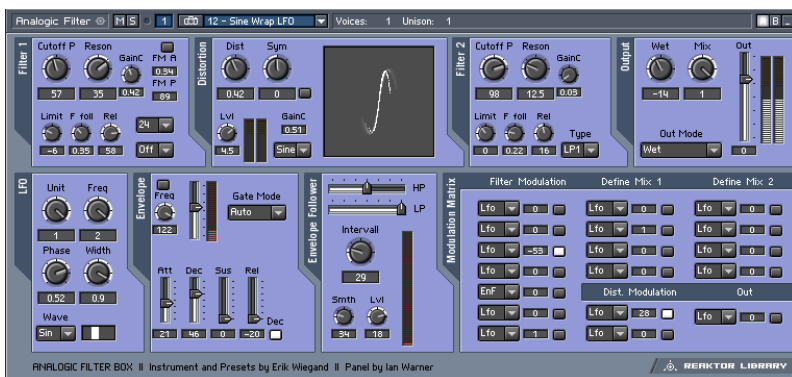 Analogic Filter M S 1 12 - Sine Wrap LFO Voices: 1 Unison: 1 B
Filter 1
Cutoff P Reson GainC FM A
0.34
FM P
57 35 0.42 89
Limit F foll Rel 24
-6 0.35 58 Off
Distortion
Dist Sym
0.42 0
Lvl GainC
0.51
4.5 Sine
Filter 2
Cutoff P Reson GainC
98 12.5 0.03
Limit F foll Rel Type
0 0.22 16 LP1
Output
Wet Mix Out
-14 1
Out Mode
Wet 0
LFO
Unit Freq
1 2
Phase Width
0.52 0.9
Wave
Sin
Envelope
Freq Gate Mode
122 Auto
Att Dec Sus Rel
Dec
21 46 0 -20
Envelope Follower
HP
LP
Intervall
29
Smth Lvl
34 18
Modulation Matrix
Filter Modulation Define Mix 1 Define Mix 2
Lfo 0 Lfo 0 Lfo 0
Lfo 0 Lfo 1 Lfo 0
Lfo -53 Lfo 0 Lfo 0
Lfo 0 Lfo 0 Lfo 0
EnF 0 Dist. Modulation Out
Lfo 0 Lfo 28 Lfo 0
Lfo 1 Lfo 0
ANALOGIC FILTER BOX II Instrument and Presets by Erik Wiegand II Panel by Ian Warner REAKTOR LIBRARY